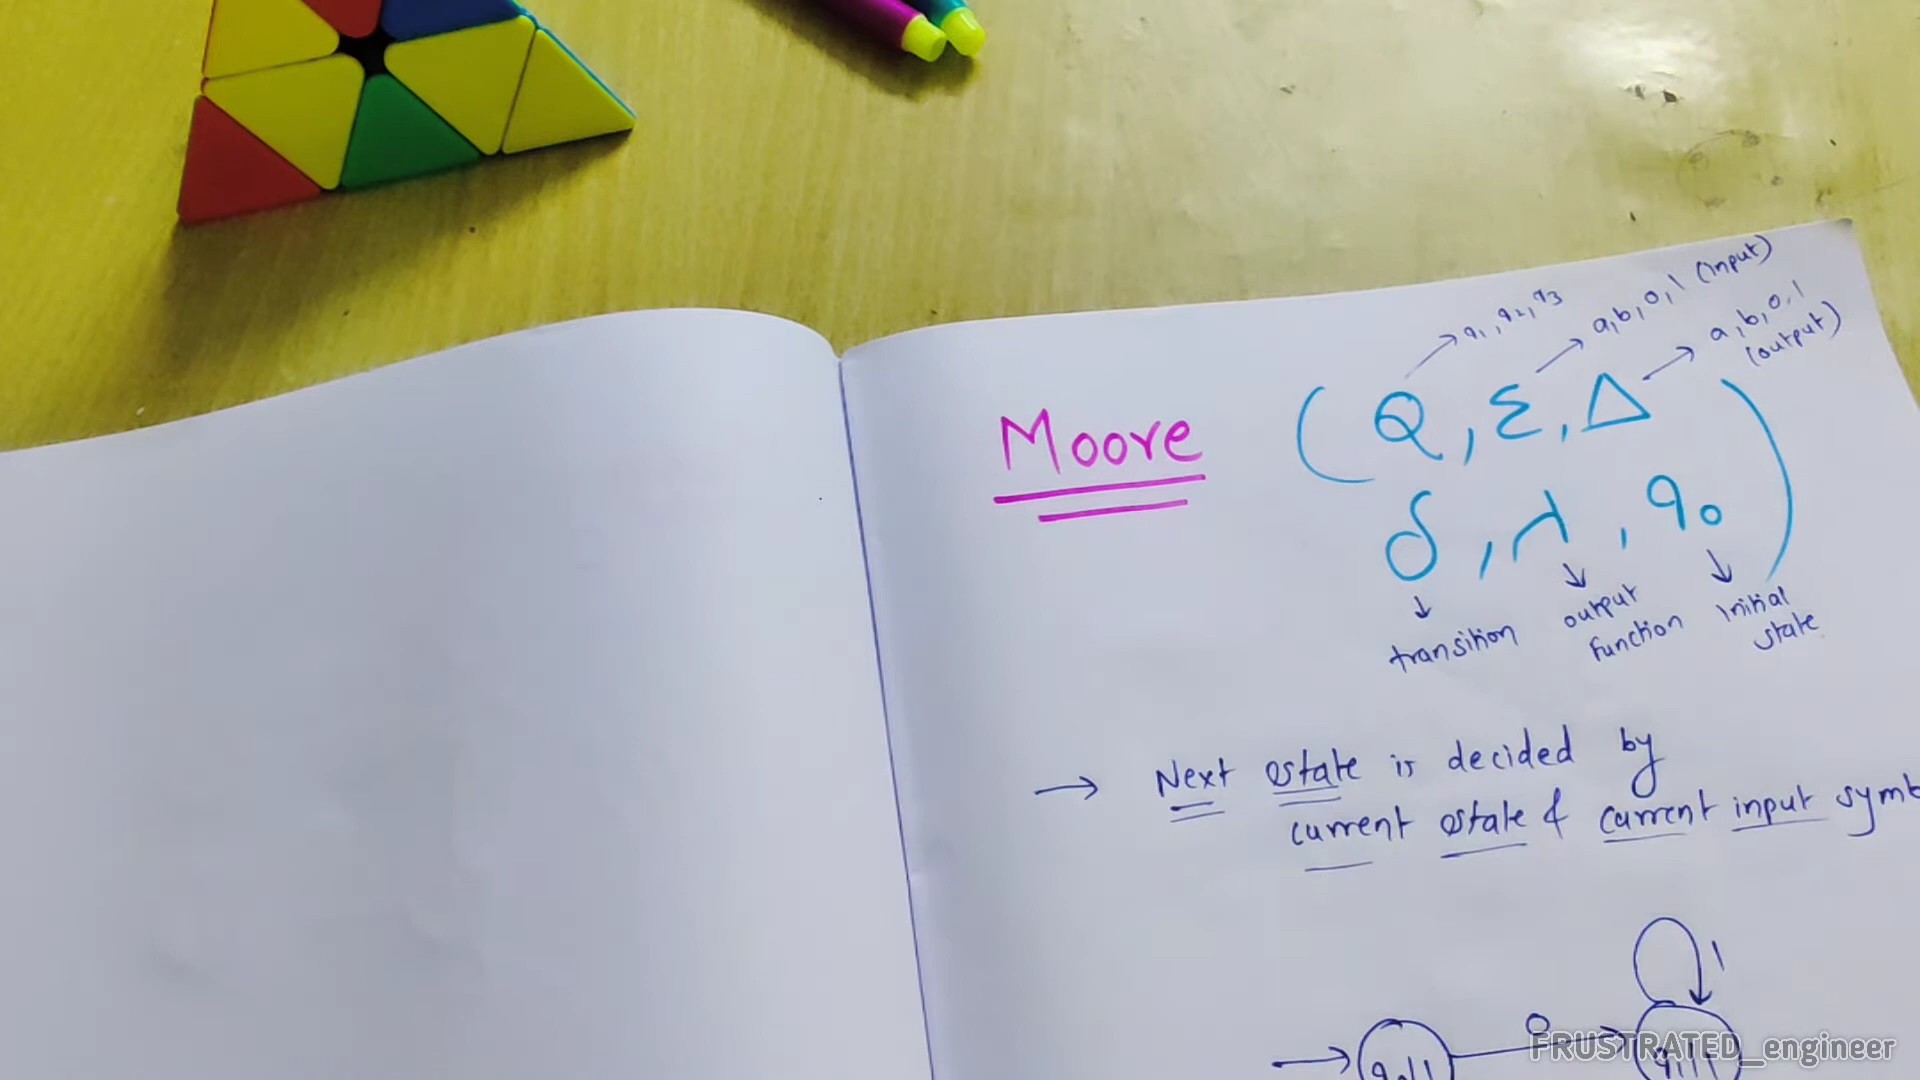 Moore
(Q, Σ, Δ
δ, λ, q0)
→ q1, q2, q3
→ a, b, 0, 1 (input)
→ a, b, 0, 1
(output)
↓
transition
↓
output
function
↓
initial
state
→ Next state is decided by
current state & current input
1
0
FRUSTRATED_engineer